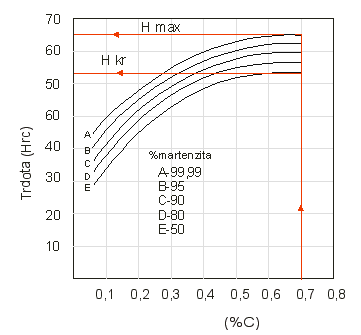 70
H max
60
H kr
50
60
A
40
B
%martenzita
C
A-99,99
30
D
B-95
E
C-90
20
D-80
E-50
10
Trdota (Hrc)
0,1 0,2 0,3 0,4 0,5 0,6 0,7 0,8
(%C)